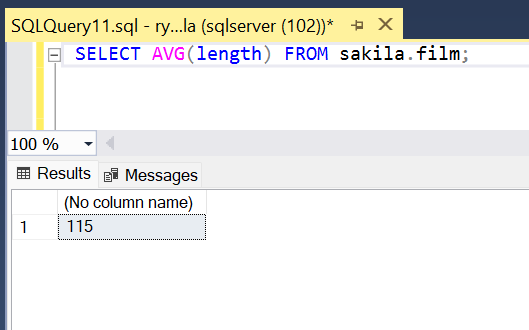 SQLQuery11.sql - ry...la (sqlserver (102))*
SELECT AVG(length) FROM sakila.film;
100 %
Results Messages
(No column name)
1 115